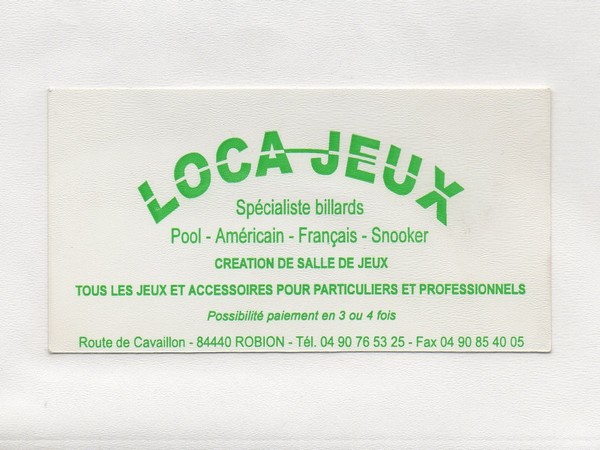 LOCA JEUX
Spécialiste billards
Pool - Américain - Français - Snooker
CREATION DE SALLE DE JEUX
TOUS LES JEUX ET ACCESSOIRES POUR PARTICULIERS ET PROFESSIONNELS
Possibilité paiement en 3 ou 4 fois
Route de Cavaillon - 84440 ROBION - Tél. 04 90 76 53 25 - Fax 04 90 85 40 05